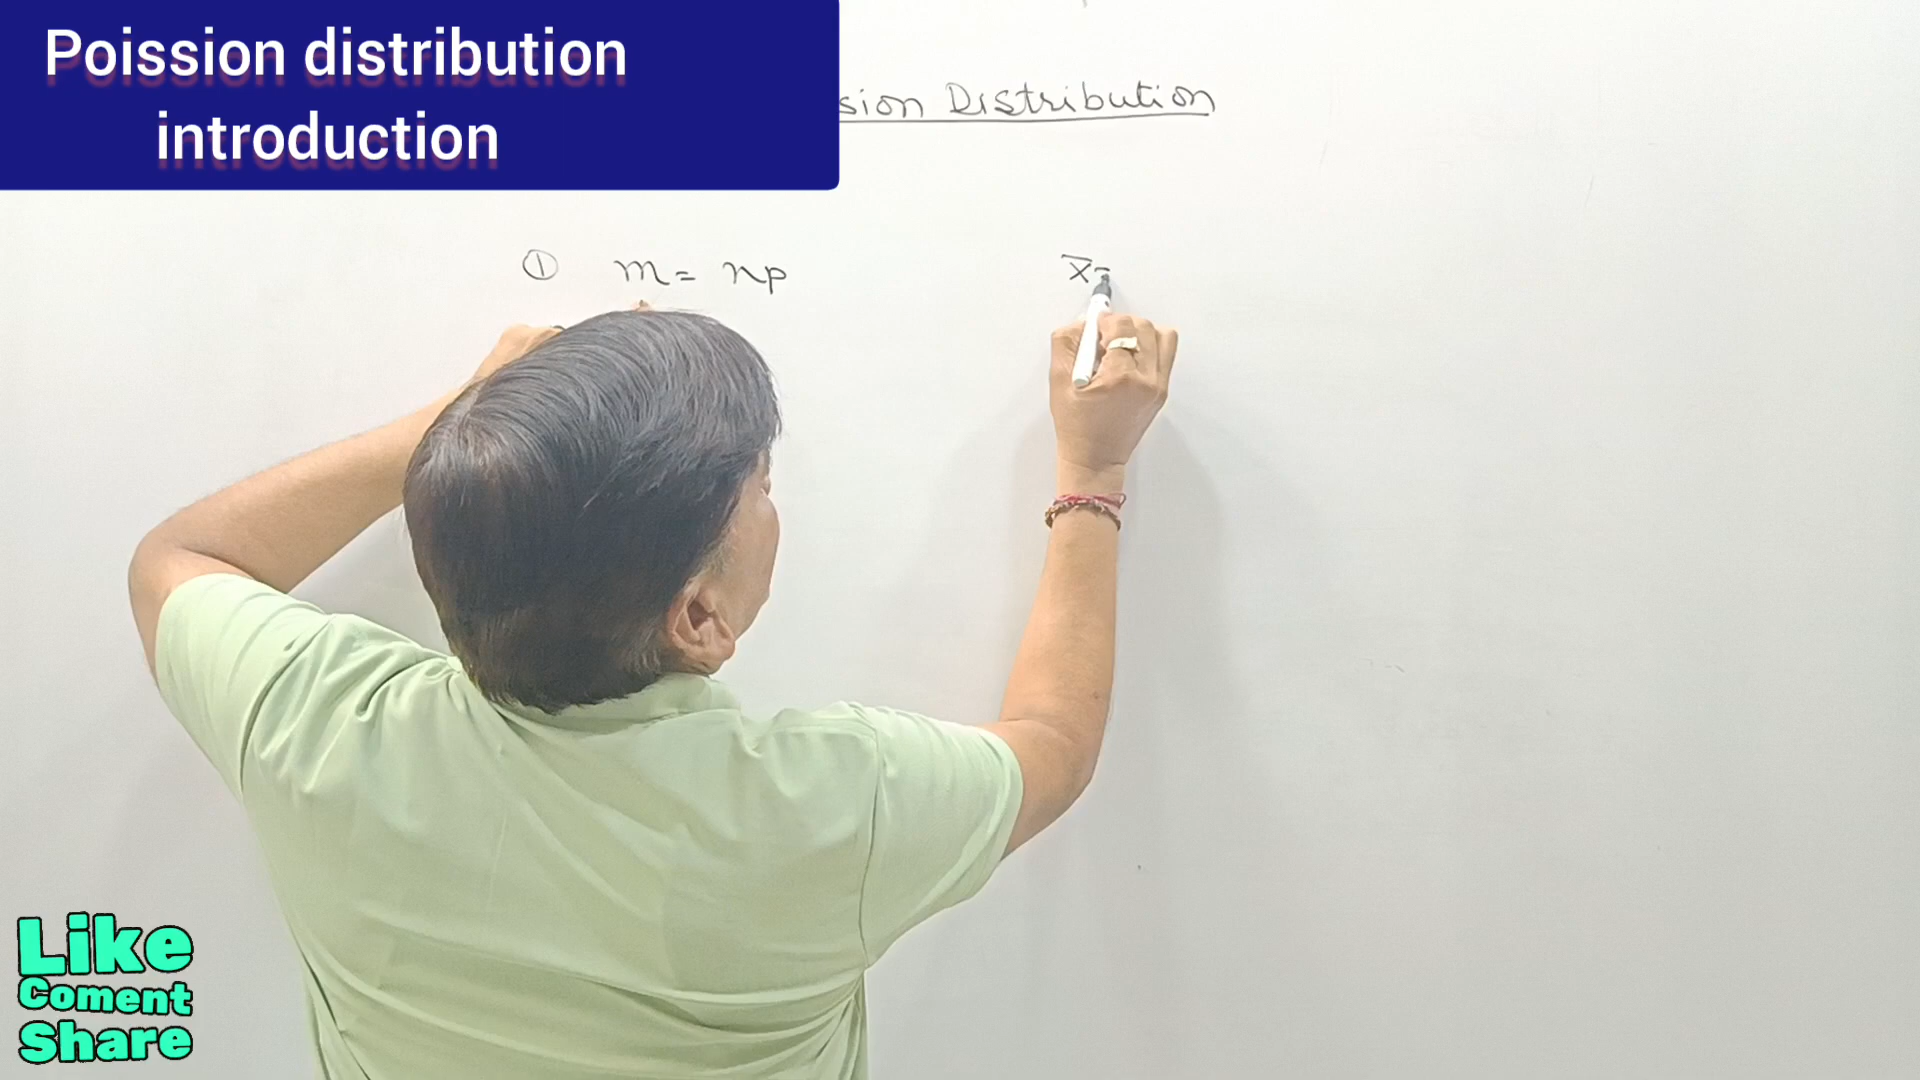 Poission distribution
introduction
sion Distribution
① m = np
x̄ =
Like
Coment
Share